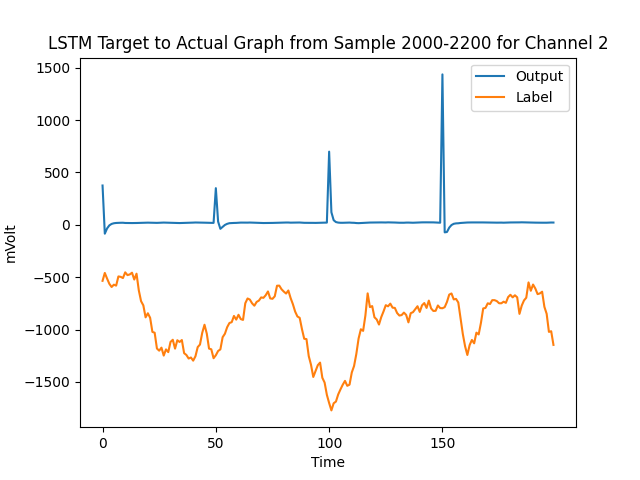 LSTM Target to Actual Graph from Sample 2000-2200 for Channel 2
Output
Label
1500
1000
500
0
−500
−1000
−1500
mVolt
0 50 100 150
Time